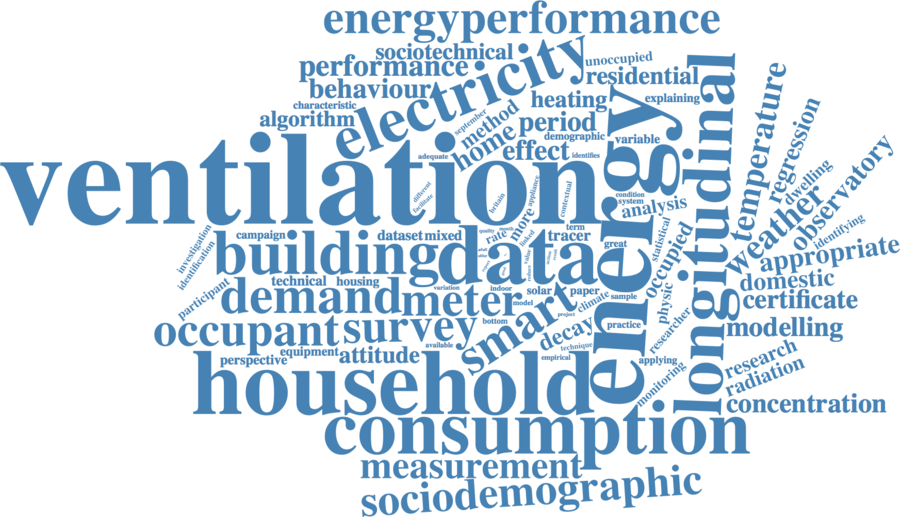 energyperformance
sociotechnical
electricity
unoccupied
performance
residential
behaviour
heating
explaining
characteristic
september
method
algorithm
period
demographic
variable
home
effect
adequate
identifies
ventilation
energy
longitudinal
temperature
regression
dwelling
weather
observatory
identifying
appropriate
domestic
certificate
modelling
different
facilitate
britain
appliance
contextual
condition
system
analysis
more
term
rate
linked
quality
investigation
identification
campaign
dataset
mixed
tracer
great
statistical
building
data
occupied
technical
housing
variation
indoor
solar
paper
climate
sample
participant
demand
meter
model
smart
project
physic
researcher
occupant
survey
bottom
decay
practice
available
technique
perspective
equipment
attitude
empirical
applying
monitoring
research
radiation
household
concentration
consumption
measurement
sociodemographic